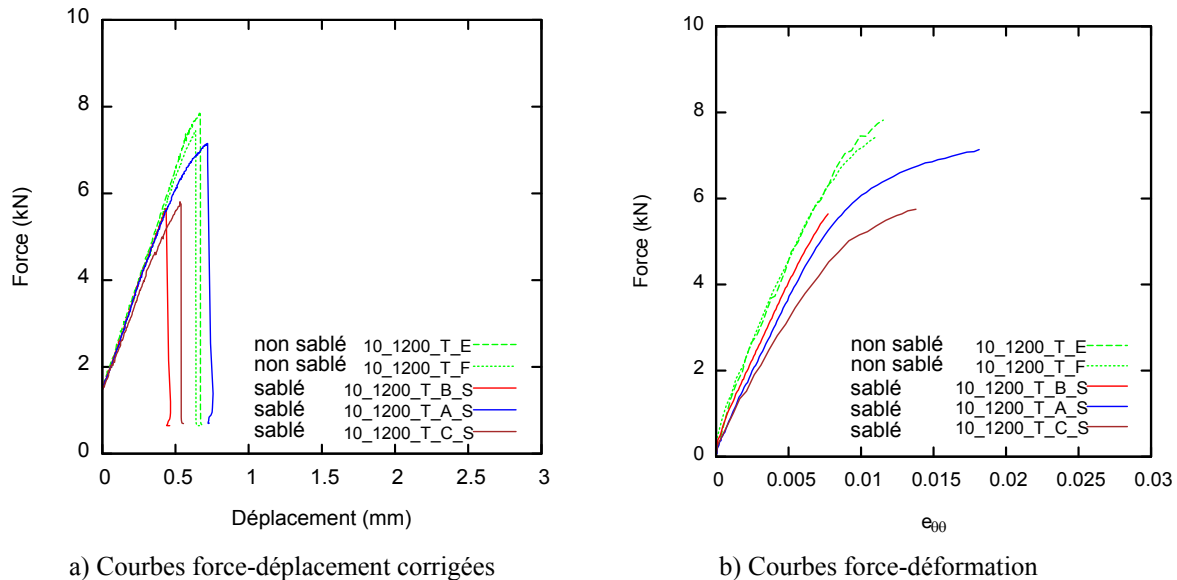 10
8
6
4
2
0
Force (kN)
0 0.5 1 1.5 2 2.5 3
Déplacement (mm)
non sablé 10_1200_T_E
non sablé 10_1200_T_F
sablé 10_1200_T_B_S
sablé 10_1200_T_A_S
sablé 10_1200_T_C_S
a) Courbes force-déplacement corrigées
10
8
6
4
2
0
Force (kN)
0 0.005 0.01 0.015 0.02 0.025 0.03
eθθ
non sablé 10_1200_T_E
non sablé 10_1200_T_F
sablé 10_1200_T_B_S
sablé 10_1200_T_A_S
sablé 10_1200_T_C_S
b) Courbes force-déformation